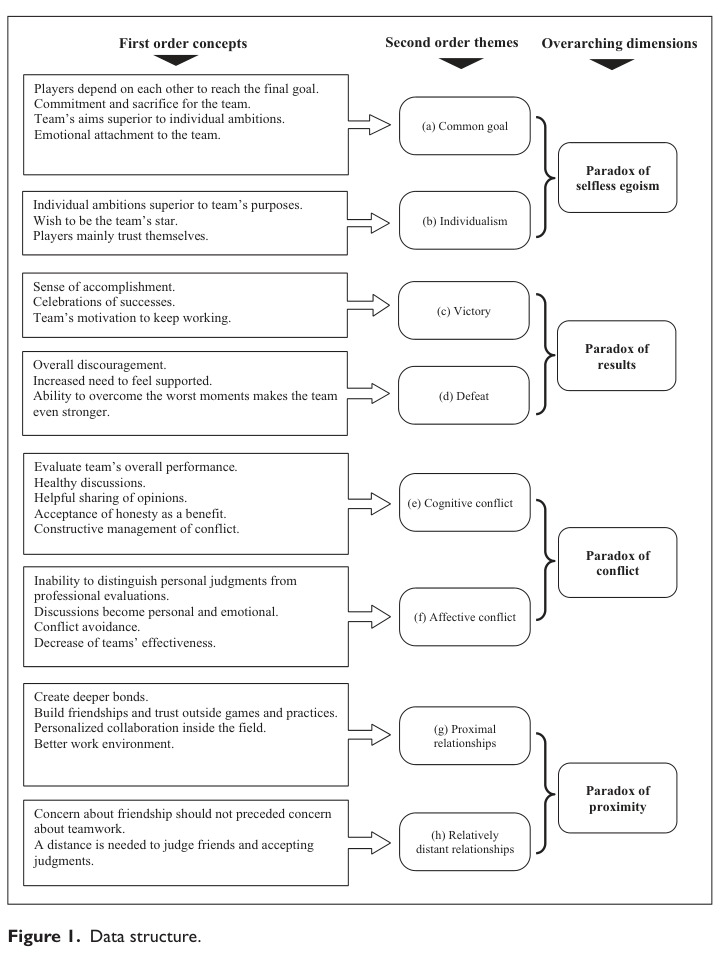 First order concepts
Second order themes
Overarching dimensions
Players depend on each other to reach the final goal.
Commitment and sacrifice for the team.
Team’s aims superior to individual ambitions.
Emotional attachment to the team.
(a) Common goal
Individual ambitions superior to team’s purposes.
Wish to be the team’s star.
Players mainly trust themselves.
(b) Individualism
Paradox of
selfless egoism
Sense of accomplishment.
Celebrations of successes.
Team’s motivation to keep working.
(c) Victory
Overall discouragement.
Increased need to feel supported.
Ability to overcome the worst moments makes the team
even stronger.
(d) Defeat
Paradox of
results
Evaluate team’s overall performance.
Healthy discussions.
Helpful sharing of opinions.
Acceptance of honesty as a benefit.
Constructive management of conflict.
(e) Cognitive conflict
Inability to distinguish personal judgments from
professional evaluations.
Discussions become personal and emotional.
Conflict avoidance.
Decrease of teams’ effectiveness.
(f) Affective conflict
Paradox of
conflict
Create deeper bonds.
Build friendships and trust outside games and practices.
Personalized collaboration inside the field.
Better work environment.
(g) Proximal
relationships
Concern about friendship should not preceded concern
about teamwork.
A distance is needed to judge friends and accepting
judgments.
(h) Relatively
distant relationships
Paradox of
proximity
Figure 1. Data structure.